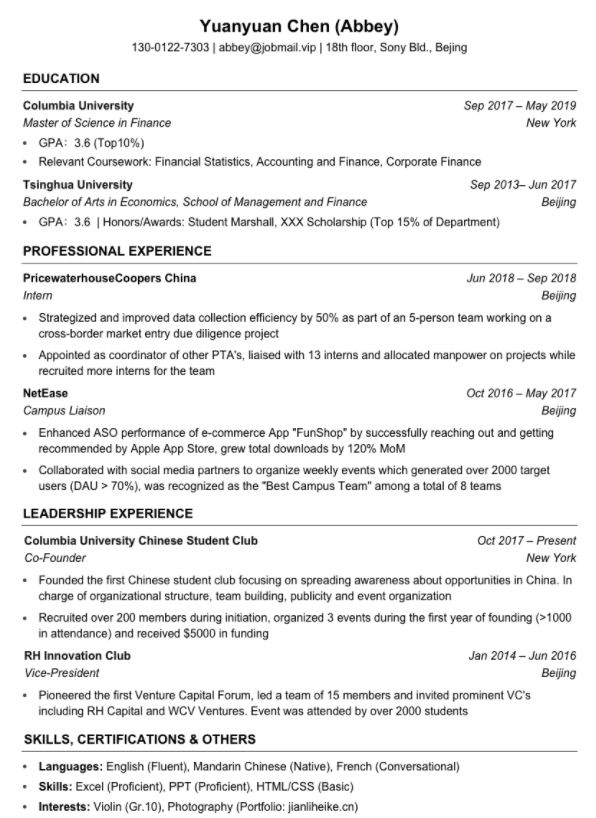 Yuanyuan Chen (Abbey)
130-0122-7303 | abbey@jobmail.vip | 18th floor, Sony Bld., Bejing
EDUCATION
Columbia University Sep 2017 – May 2019
Master of Science in Finance New York
• GPA: 3.6 (Top10%)
• Relevant Coursework: Financial Statistics, Accounting and Finance, Corporate Finance
Tsinghua University Sep 2013– Jun 2017
Bachelor of Arts in Economics, School of Management and Finance Beijing
• GPA: 3.6 | Honors/Awards: Student Marshall, XXX Scholarship (Top 15% of Department)
PROFESSIONAL EXPERIENCE
PricewaterhouseCoopers China Jun 2018 – Sep 2018
Intern Beijing
• Strategized and improved data collection efficiency by 50% as part of an 5-person team working on a
cross-border market entry due diligence project
• Appointed as coordinator of other PTA's, liaised with 13 interns and allocated manpower on projects while
recruited more interns for the team
NetEase Oct 2016 – May 2017
Campus Liaison Beijing
• Enhanced ASO performance of e-commerce App "FunShop" by successfully reaching out and getting
recommended by Apple App Store, grew total downloads by 120% MoM
• Collaborated with social media partners to organize weekly events which generated over 2000 target
users (DAU > 70%), was recognized as the "Best Campus Team" among a total of 8 teams
LEADERSHIP EXPERIENCE
Columbia University Chinese Student Club Oct 2017 – Present
Co-Founder New York
• Founded the first Chinese student club focusing on spreading awareness about opportunities in China. In
charge of organizational structure, team building, publicity and event organization
• Recruited over 200 members during initiation, organized 3 events during the first year of founding (>1000
in attendance) and received $5000 in funding
RH Innovation Club Jan 2014 – Jun 2016
Vice-President Beijing
• Pioneered the first Venture Capital Forum, led a team of 15 members and invited prominent VC's
including RH Capital and WCV Ventures. Event was attended by over 2000 students
SKILLS, CERTIFICATIONS & OTHERS
• Languages: English (Fluent), Mandarin Chinese (Native), French (Conversational)
• Skills: Excel (Proficient), PPT (Proficient), HTML/CSS (Basic)
• Interests: Violin (Gr.10), Photography (Portfolio: jianliheike.cn)